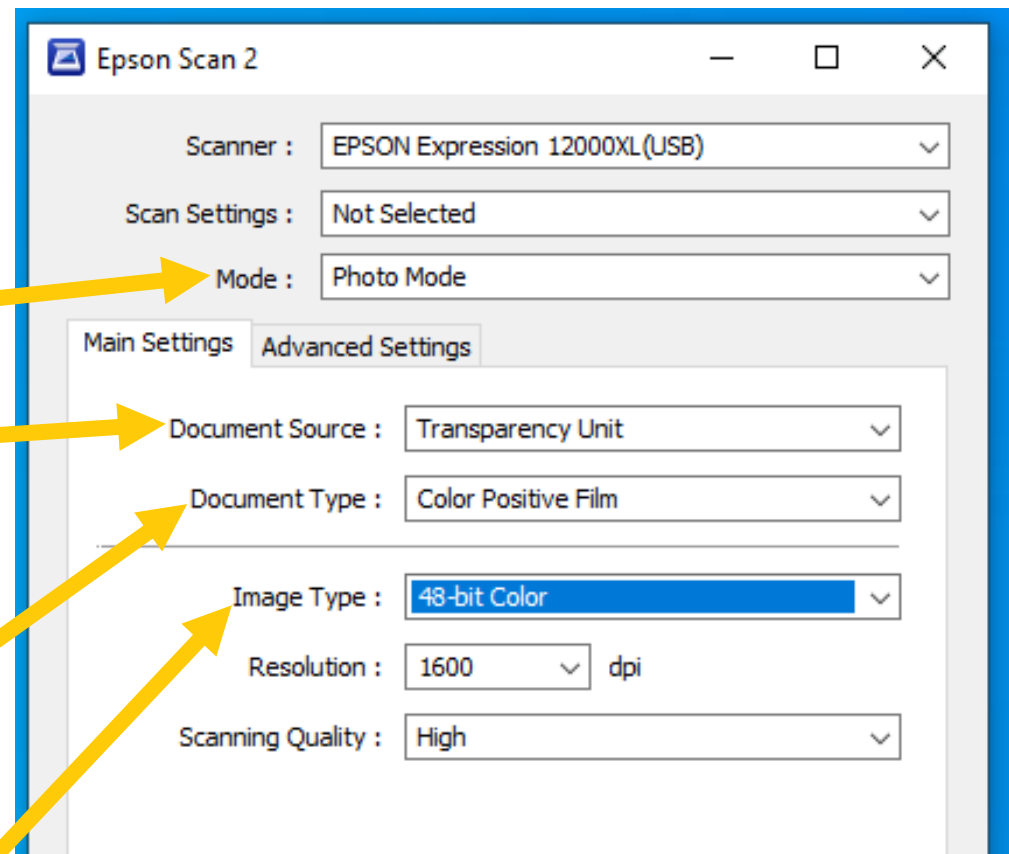 Epson Scan 2
Scanner : EPSON Expression 12000XL(USB)
Scan Settings : Not Selected
Mode : Photo Mode
Main Settings Advanced Settings
Document Source : Transparency Unit
Document Type : Color Positive Film
Image Type : 48-bit Color
Resolution : 1600 dpi
Scanning Quality : High